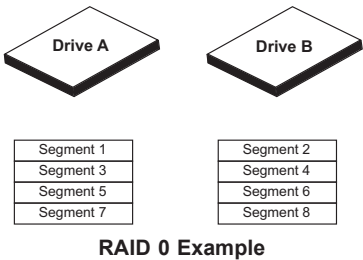 Drive A Drive B
Segment 1 Segment 2
Segment 3 Segment 4
Segment 5 Segment 6
Segment 7 Segment 8
RAID 0 Example